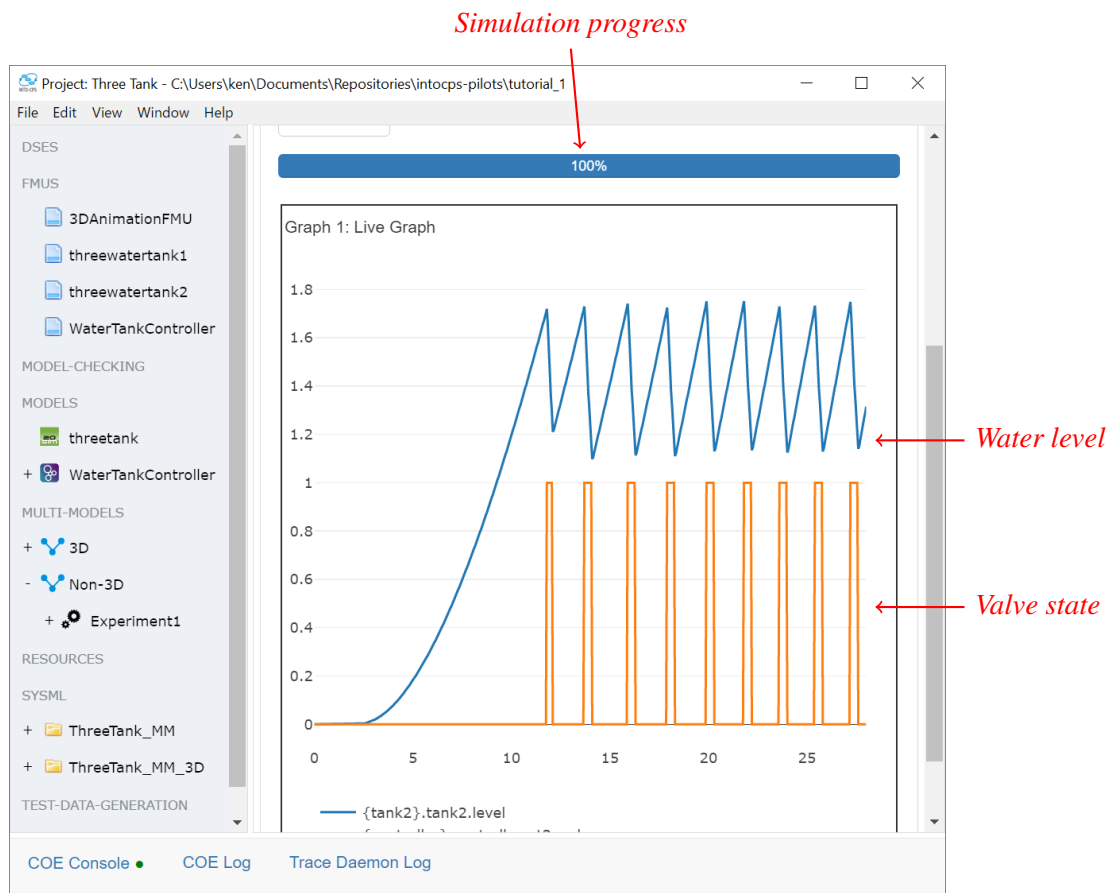 Simulation progress
Project: Three Tank - C:\Users\ken\Documents\Repositories\intocps-pilots\tutorial_1
File Edit View Window Help
DSES
FMUS
3DAnimationFMU
threewatertank1
threewatertank2
WaterTankController
MODEL-CHECKING
MODELS
threetank
+ WaterTankController
MULTI-MODELS
+ 3D
- Non-3D
+ Experiment1
RESOURCES
SYSML
+ ThreeTank_MM
+ ThreeTank_MM_3D
TEST-DATA-GENERATION
100%
Graph 1: Live Graph
1.8
1.6
1.4
1.2
1
0.8
0.6
0.4
0.2
0
0 5 10 15 20 25
{tank2}.tank2.level
Water level
Valve state
COE Console COE Log Trace Daemon Log